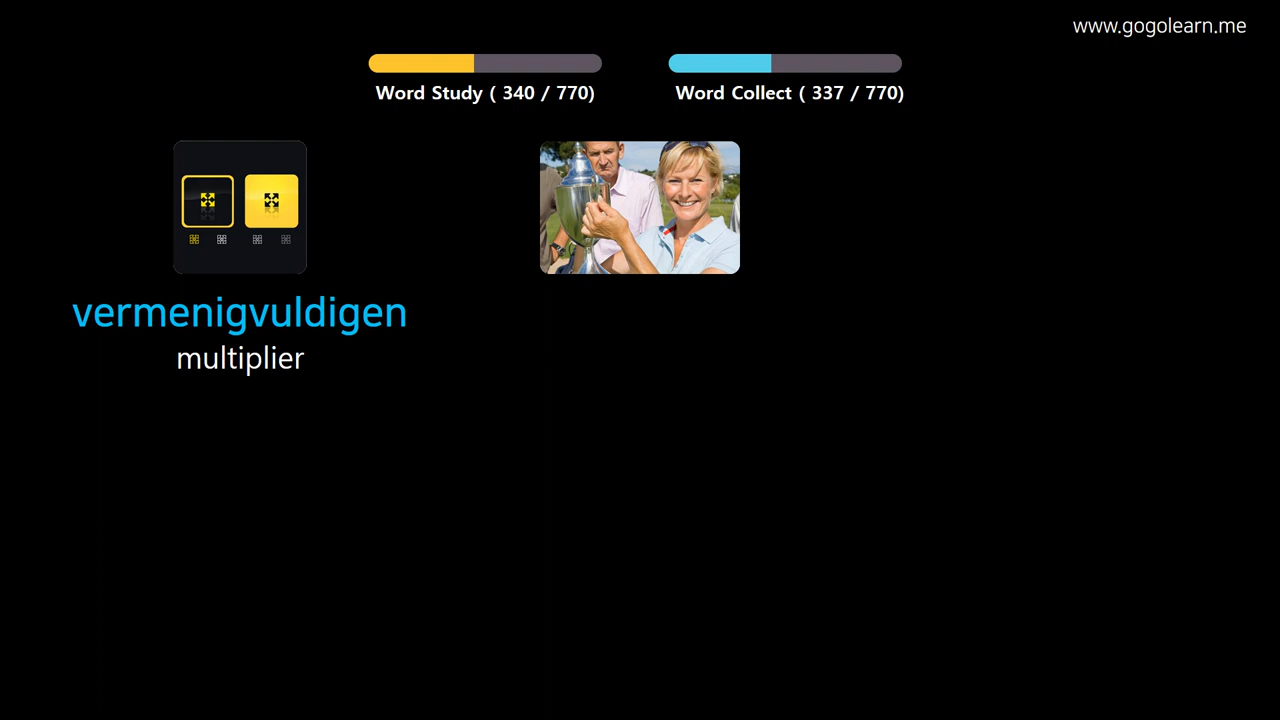 www.gogolearn.me
Word Study ( 340 / 770)
Word Collect ( 337 / 770)
vermenigvuldigen
multiplier